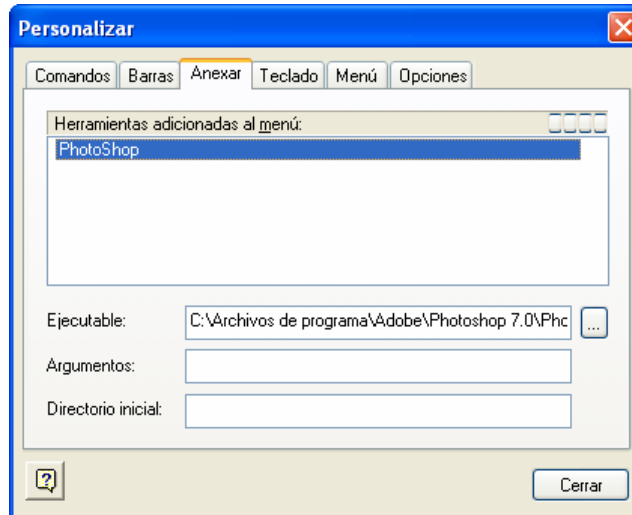 Personalizar
Comandos Barras Anexar Teclado Menú Opciones
Herramientas adicionadas al menú:
PhotoShop
Ejecutable: C:\Archivos de programa\Adobe\Photoshop 7.0\Phc ...
Argumentos:
Directorio inicial:
Cerrar